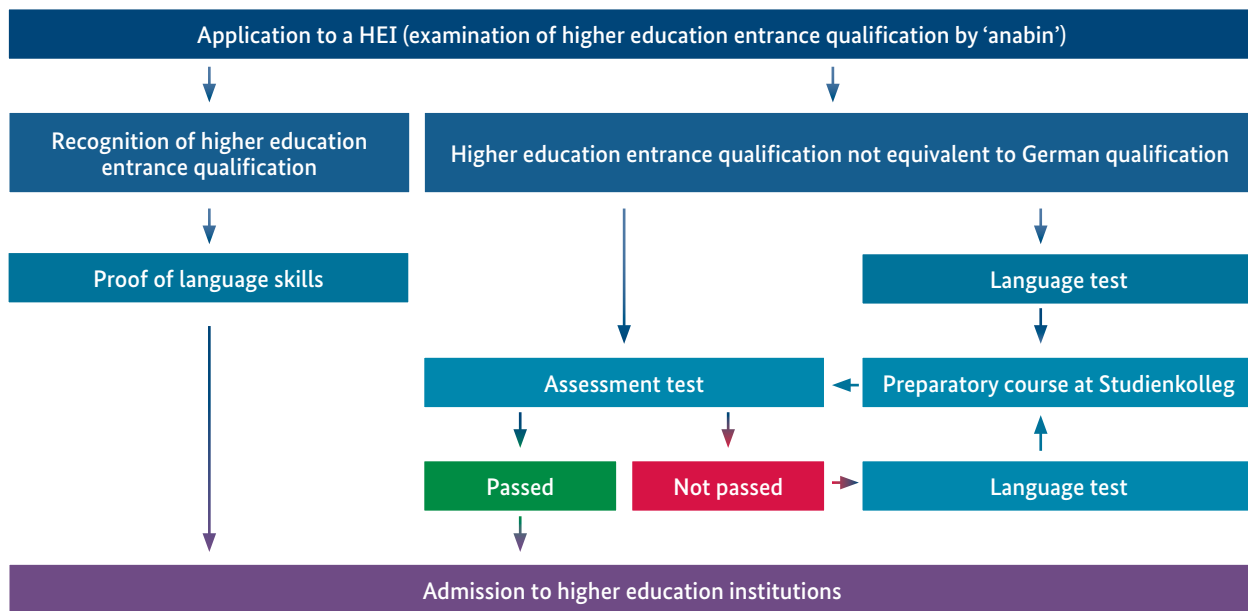 Application to a HEI (examination of higher education entrance qualification by ‘anabin’)
Recognition of higher education
entrance qualification
Higher education entrance qualification not equivalent to German qualification
Proof of language skills
Language test
Assessment test
Preparatory course at Studienkolleg
Passed
Not passed
Language test
Admission to higher education institutions